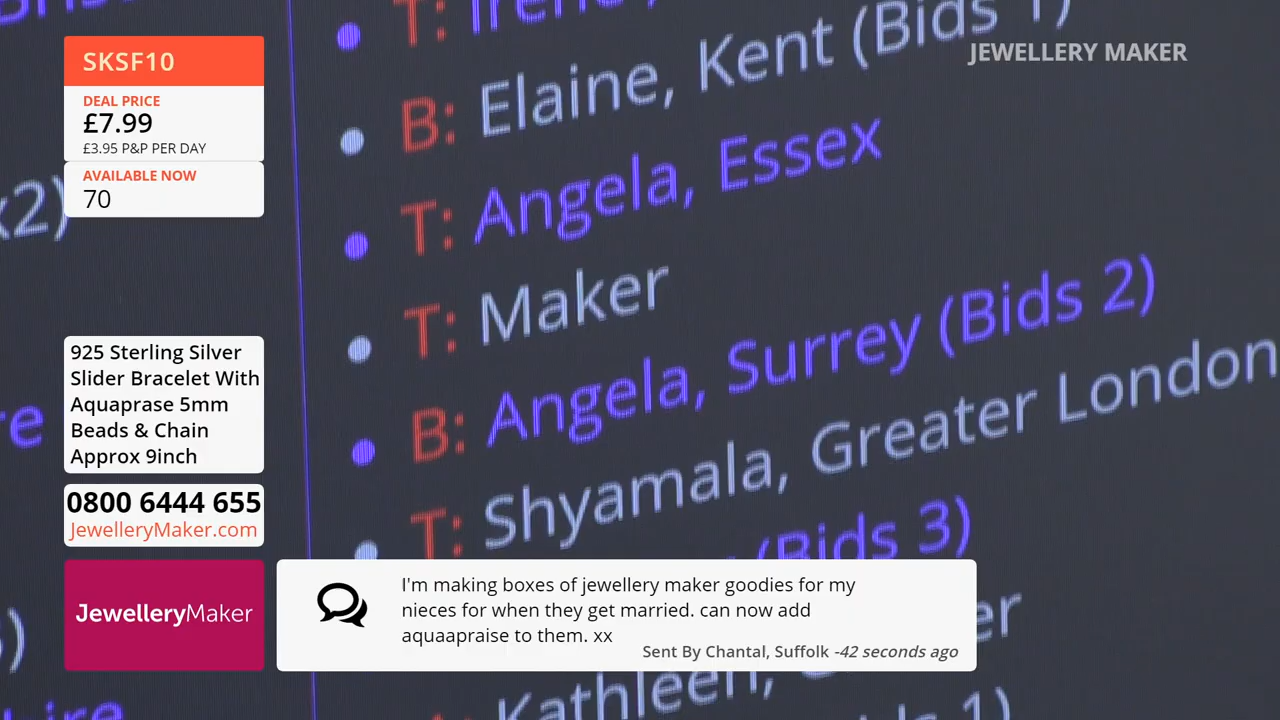 SKSF10
DEAL PRICE
£7.99
£3.95 P&P PER DAY
AVAILABLE NOW
70
925 Sterling Silver
Slider Bracelet With
Aquaprase 5mm
Beads & Chain
Approx 9inch
0800 6444 655
JewelleryMaker.com
JewelleryMaker
JEWELLERY MAKER
T:
B: Elaine, Kent (Bids 1)
T: Angela, Essex
T: Maker
B: Angela, Surrey (Bids 2)
T: Shyamala, Greater London
(Bids 3)
Kathleen,
I'm making boxes of jewellery maker goodies for my
nieces for when they get married. can now add
aquaapraise to them. xx
Sent By Chantal, Suffolk -42 seconds ago